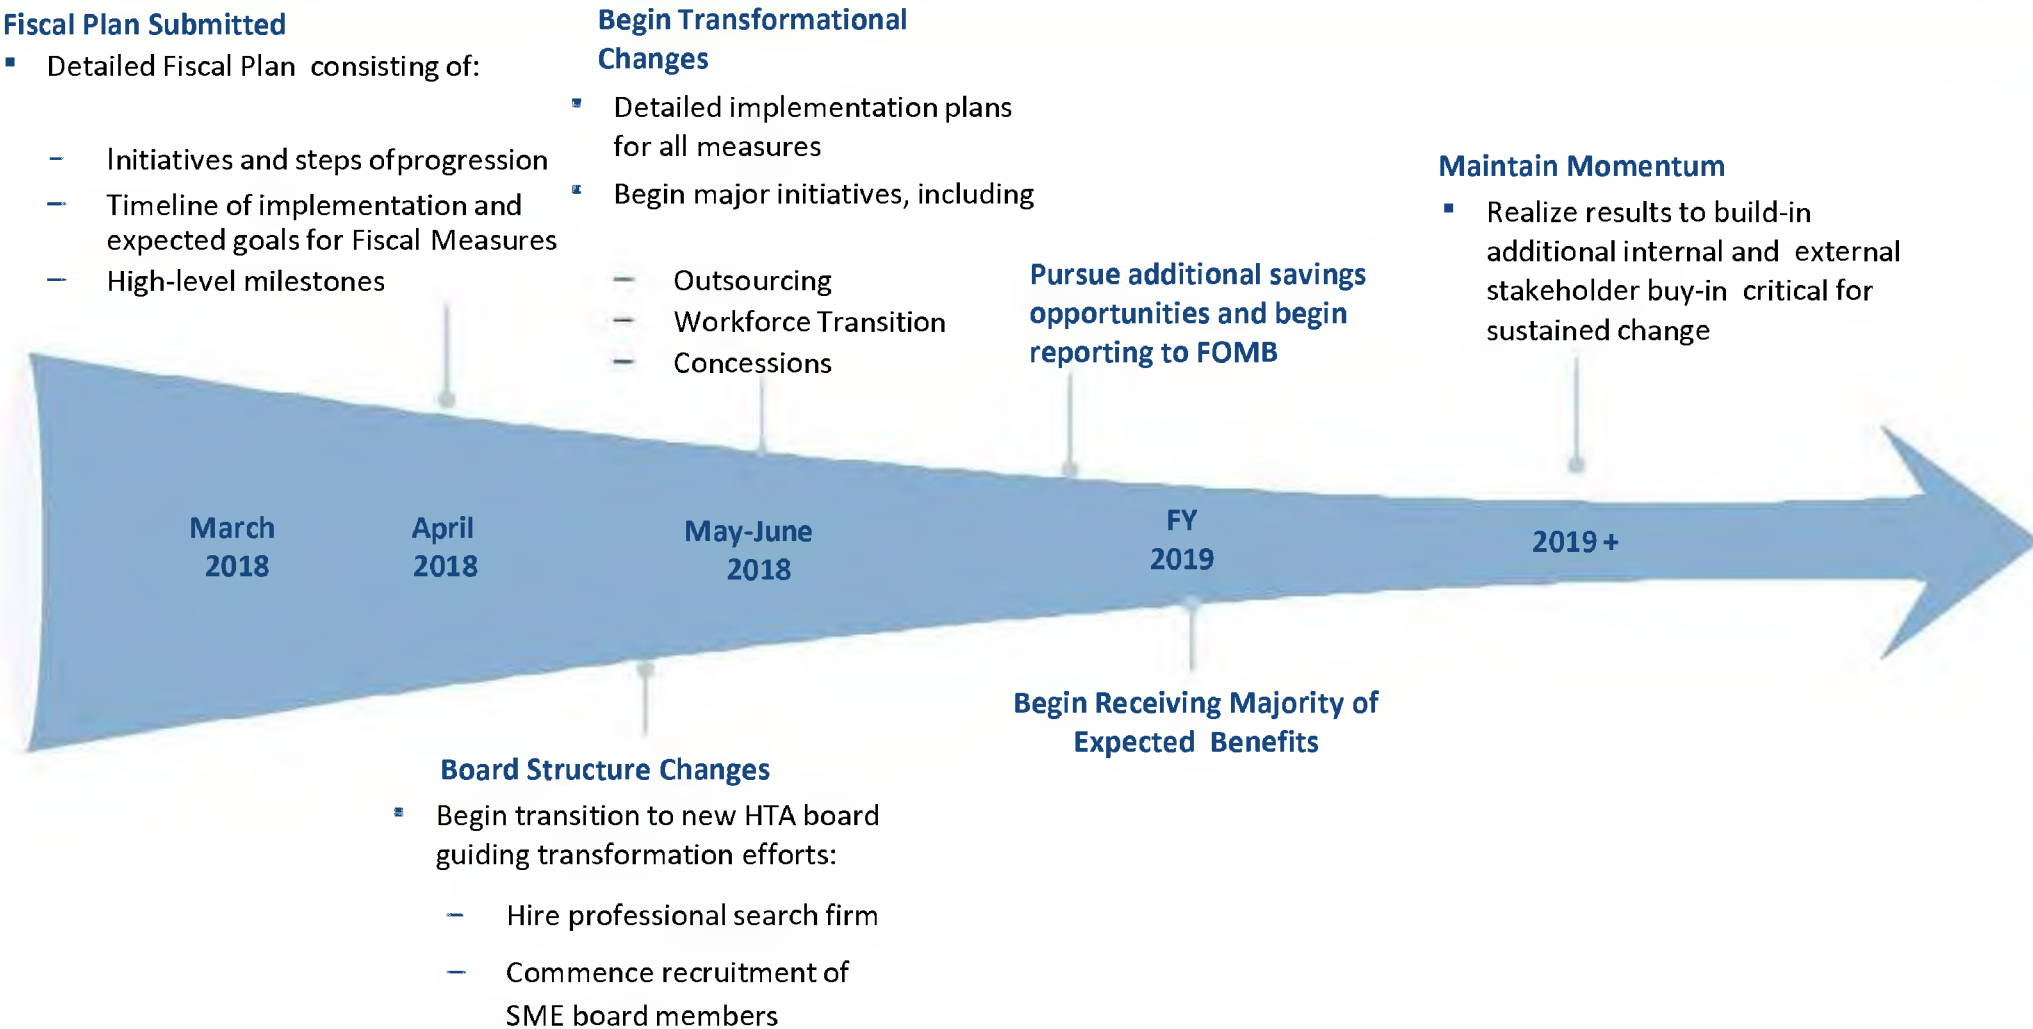 Fiscal Plan Submitted
▪ Detailed Fiscal Plan consisting of:
– Initiatives and steps ofprogression
– Timeline of implementation and
expected goals for Fiscal Measures
– High-level milestones
Begin Transformational
Changes
▪ Detailed implementation plans
for all measures
▪ Begin major initiatives, including
– Outsourcing
– Workforce Transition
– Concessions
Pursue additional savings
opportunities and begin
reporting to FOMB
Maintain Momentum
▪ Realize results to build-in
additional internal and external
stakeholder buy-in critical for
sustained change
March
2018
April
2018
May-June
2018
FY
2019
2019 +
Board Structure Changes
▪ Begin transition to new HTA board
guiding transformation efforts:
– Hire professional search firm
– Commence recruitment of
SME board members
Begin Receiving Majority of
Expected Benefits